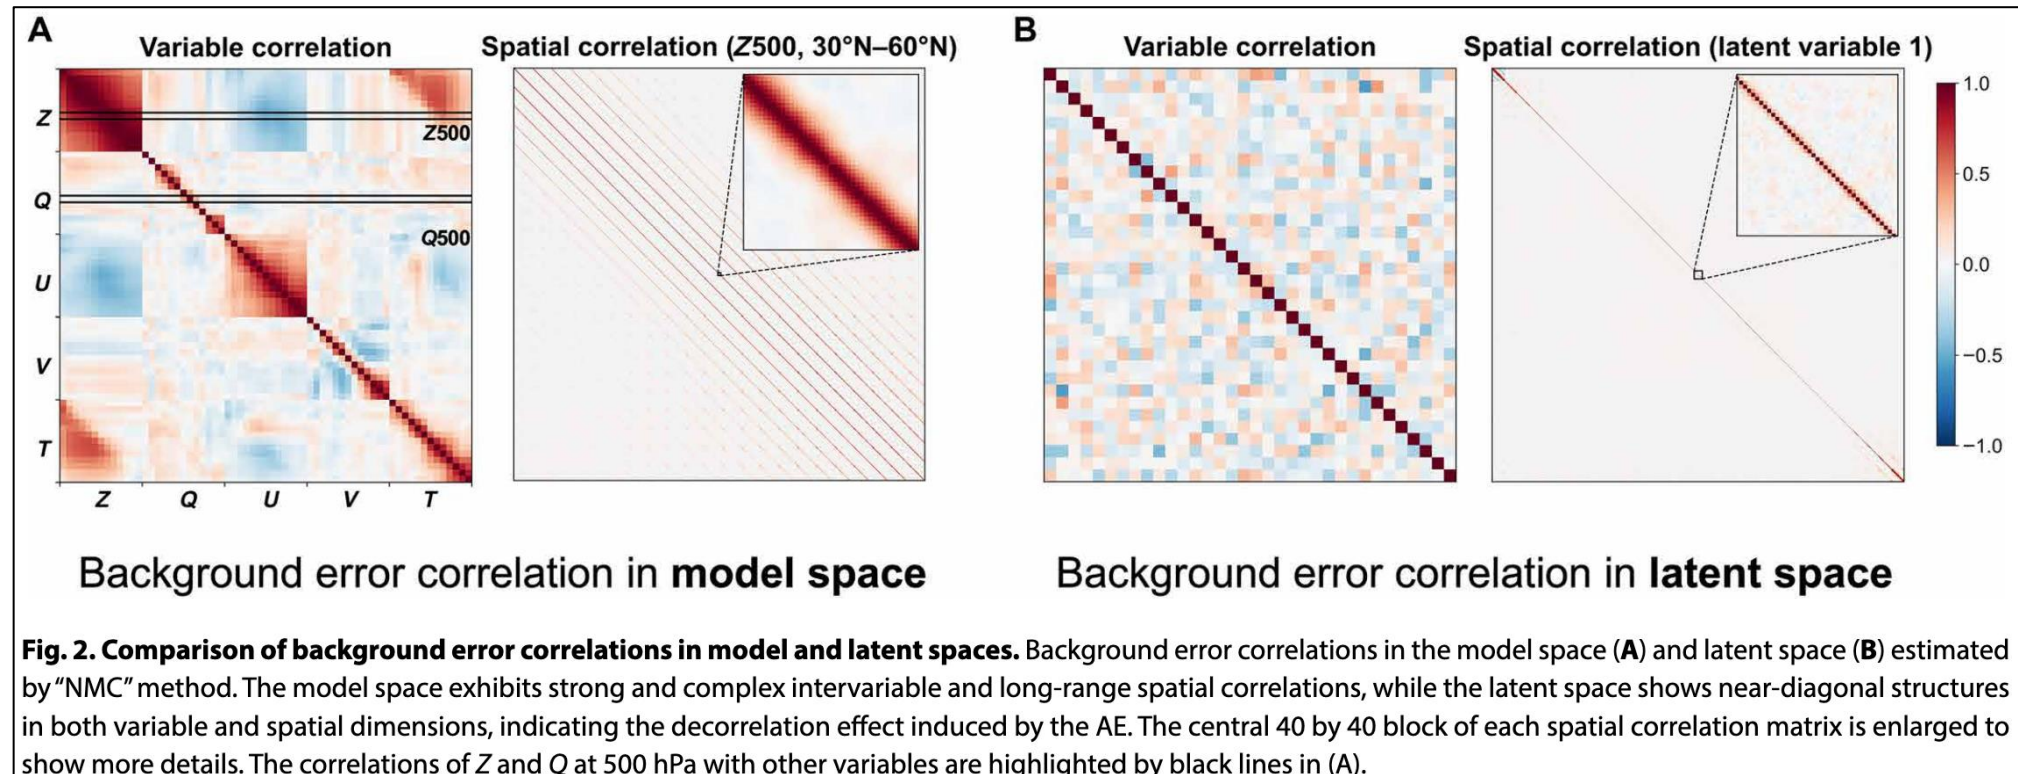 A
Variable correlation
Spatial correlation (Z500, 30°N–60°N)
Z
Q
U
V
T
Z500
Q500
Z Q U V T
B
Variable correlation
Spatial correlation (latent variable 1)
1.0
0.5
0.0
−0.5
−1.0
Background error correlation in model space
Background error correlation in latent space
Fig. 2. Comparison of background error correlations in model and latent spaces. Background error correlations in the model space (A) and latent space (B) estimated
by “NMC” method. The model space exhibits strong and complex intervariable and long-range spatial correlations, while the latent space shows near-diagonal structures
in both variable and spatial dimensions, indicating the decorrelation effect induced by the AE. The central 40 by 40 block of each spatial correlation matrix is enlarged to
show more details. The correlations of Z and Q at 500 hPa with other variables are highlighted by black lines in (A).